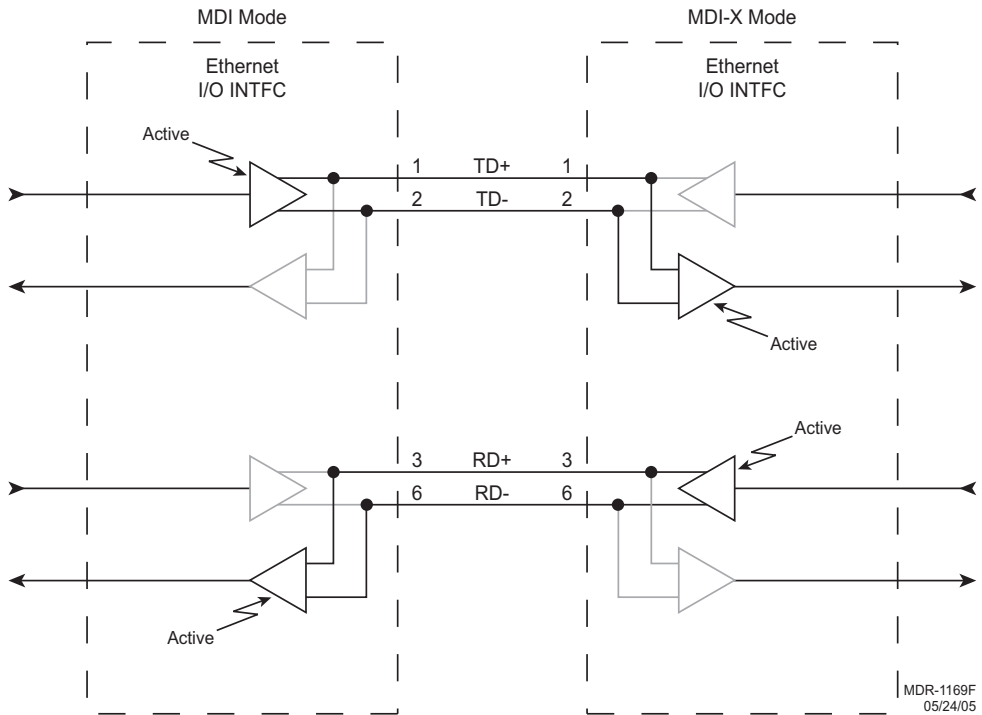 MDI Mode
MDI-X Mode
Ethernet
I/O INTFC
Ethernet
I/O INTFC
Active
1 TD+ 1
2 TD- 2
Active
Active
3 RD+ 3
6 RD- 6
Active
MDR-1169F
05/24/05